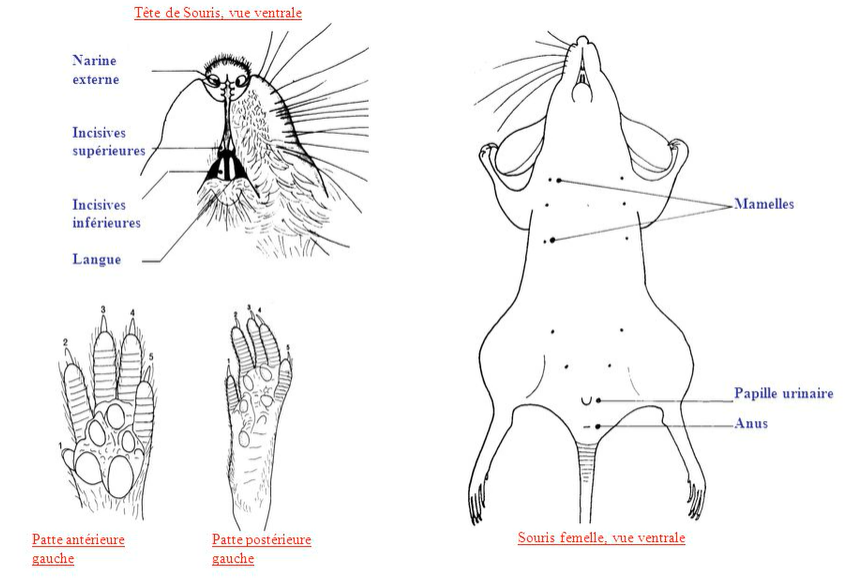 Tête de Souris, vue ventrale
Narine
externe
Incisives
supérieures
Incisives
inférieures
Langue
Mamelles
Papille urinaire
Anus
1
2
3
4
5
1
2
3
4
5
Patte antérieure
gauche
Patte postérieure
gauche
Souris femelle, vue ventrale